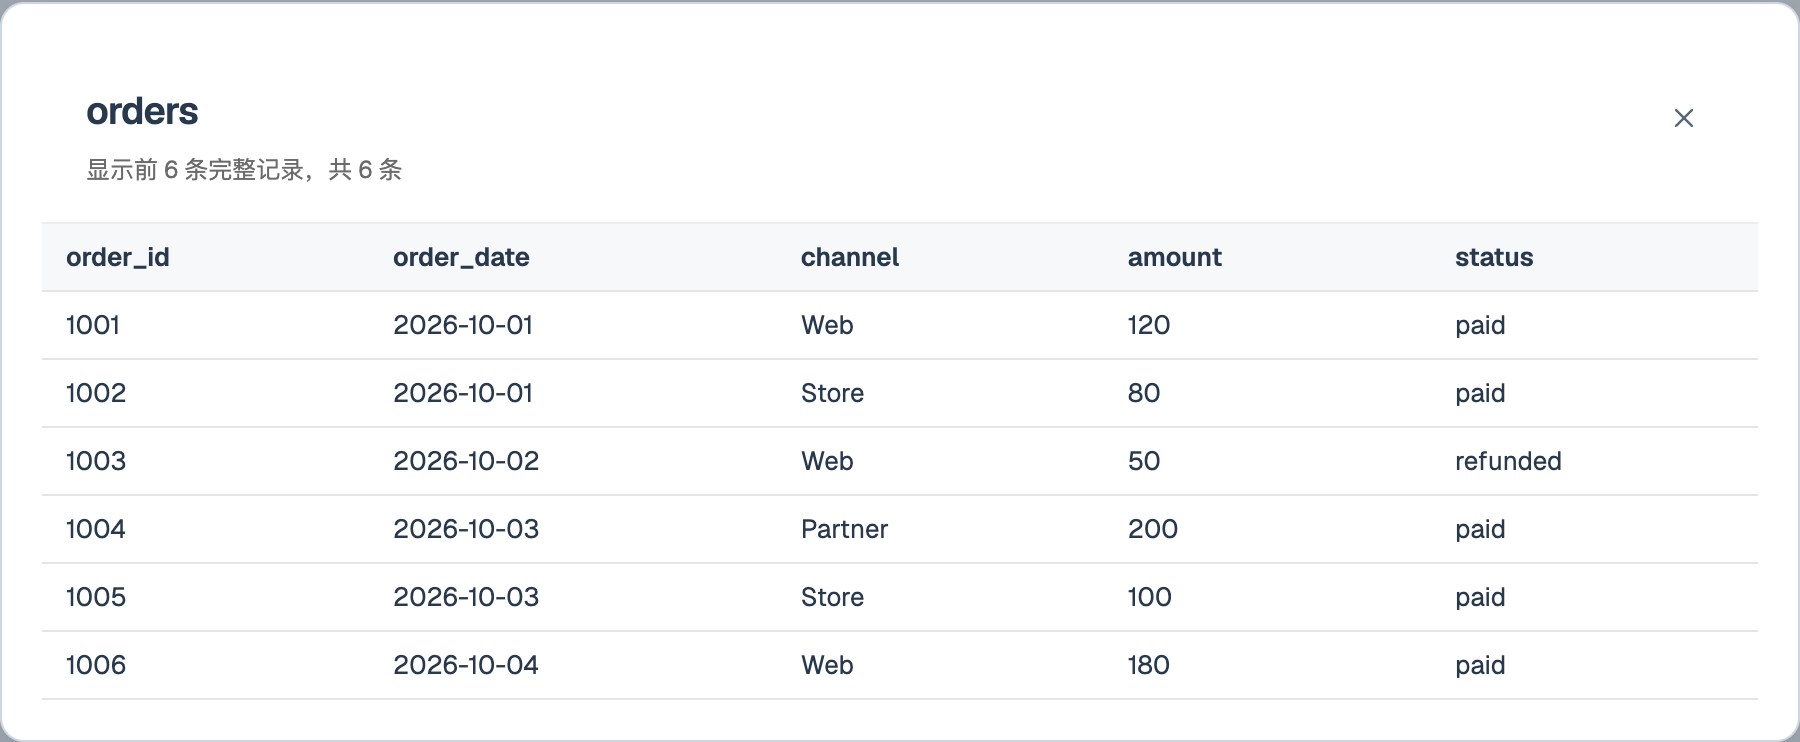 orders
显示前 6 条完整记录，共 6 条
order_id order_date channel amount status
1001 2026-10-01 Web 120 paid
1002 2026-10-01 Store 80 paid
1003 2026-10-02 Web 50 refunded
1004 2026-10-03 Partner 200 paid
1005 2026-10-03 Store 100 paid
1006 2026-10-04 Web 180 paid